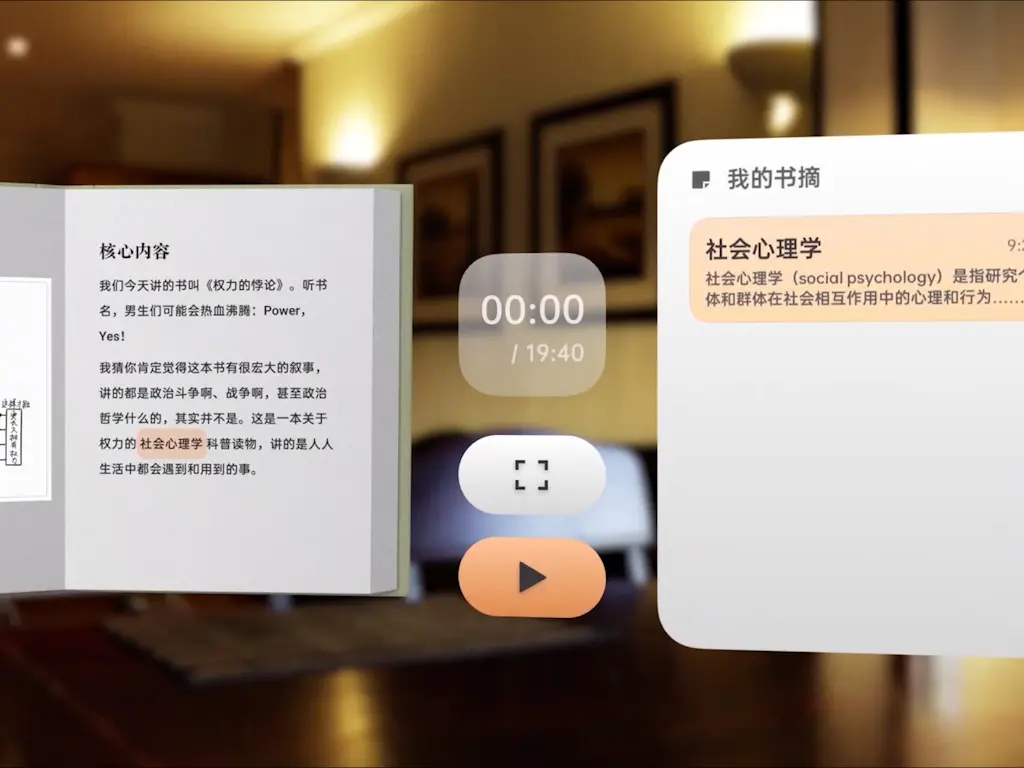 核心内容
我们今天讲的书叫《权力的悖论》。听书
名，男生们可能会热血沸腾：Power，
Yes！
我猜你肯定觉得这本书有很宏大的叙事，
讲的都是政治斗争啊、战争啊，甚至政治
哲学什么的，其实并不是。这是一本关于
权力的 社会心理学 科普读物，讲的是人人
生活中都会遇到和用到的事。
00:00
/ 19:40
我的书摘
社会心理学
9:
社会心理学（social psychology）是指研究
体和群体在社会相互作用中的心理和行为……